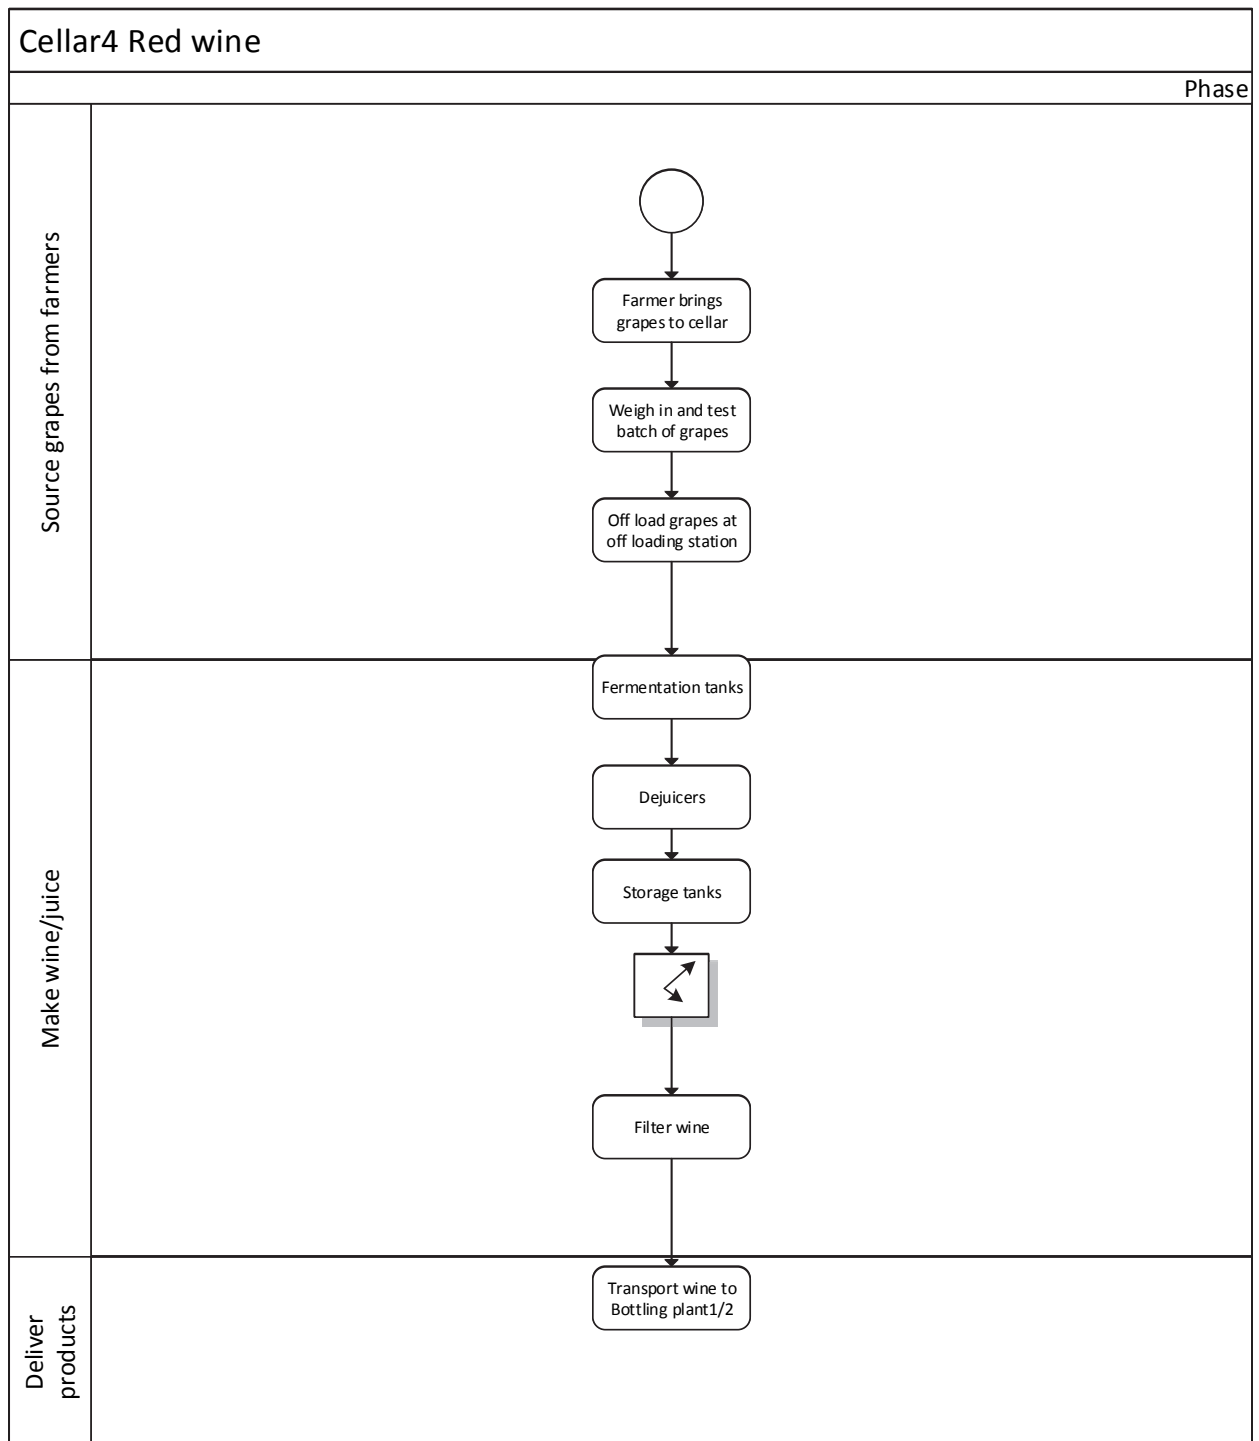 Cellar4 Red wine
Phase
Source grapes from farmers
Farmer brings
grapes to cellar
Weigh in and test
batch of grapes
Off load grapes at
off loading station
Make wine/juice
Fermentation tanks
Dejuicers
Storage tanks
Filter wine
Deliver
products
Transport wine to
Bottling plant1/2